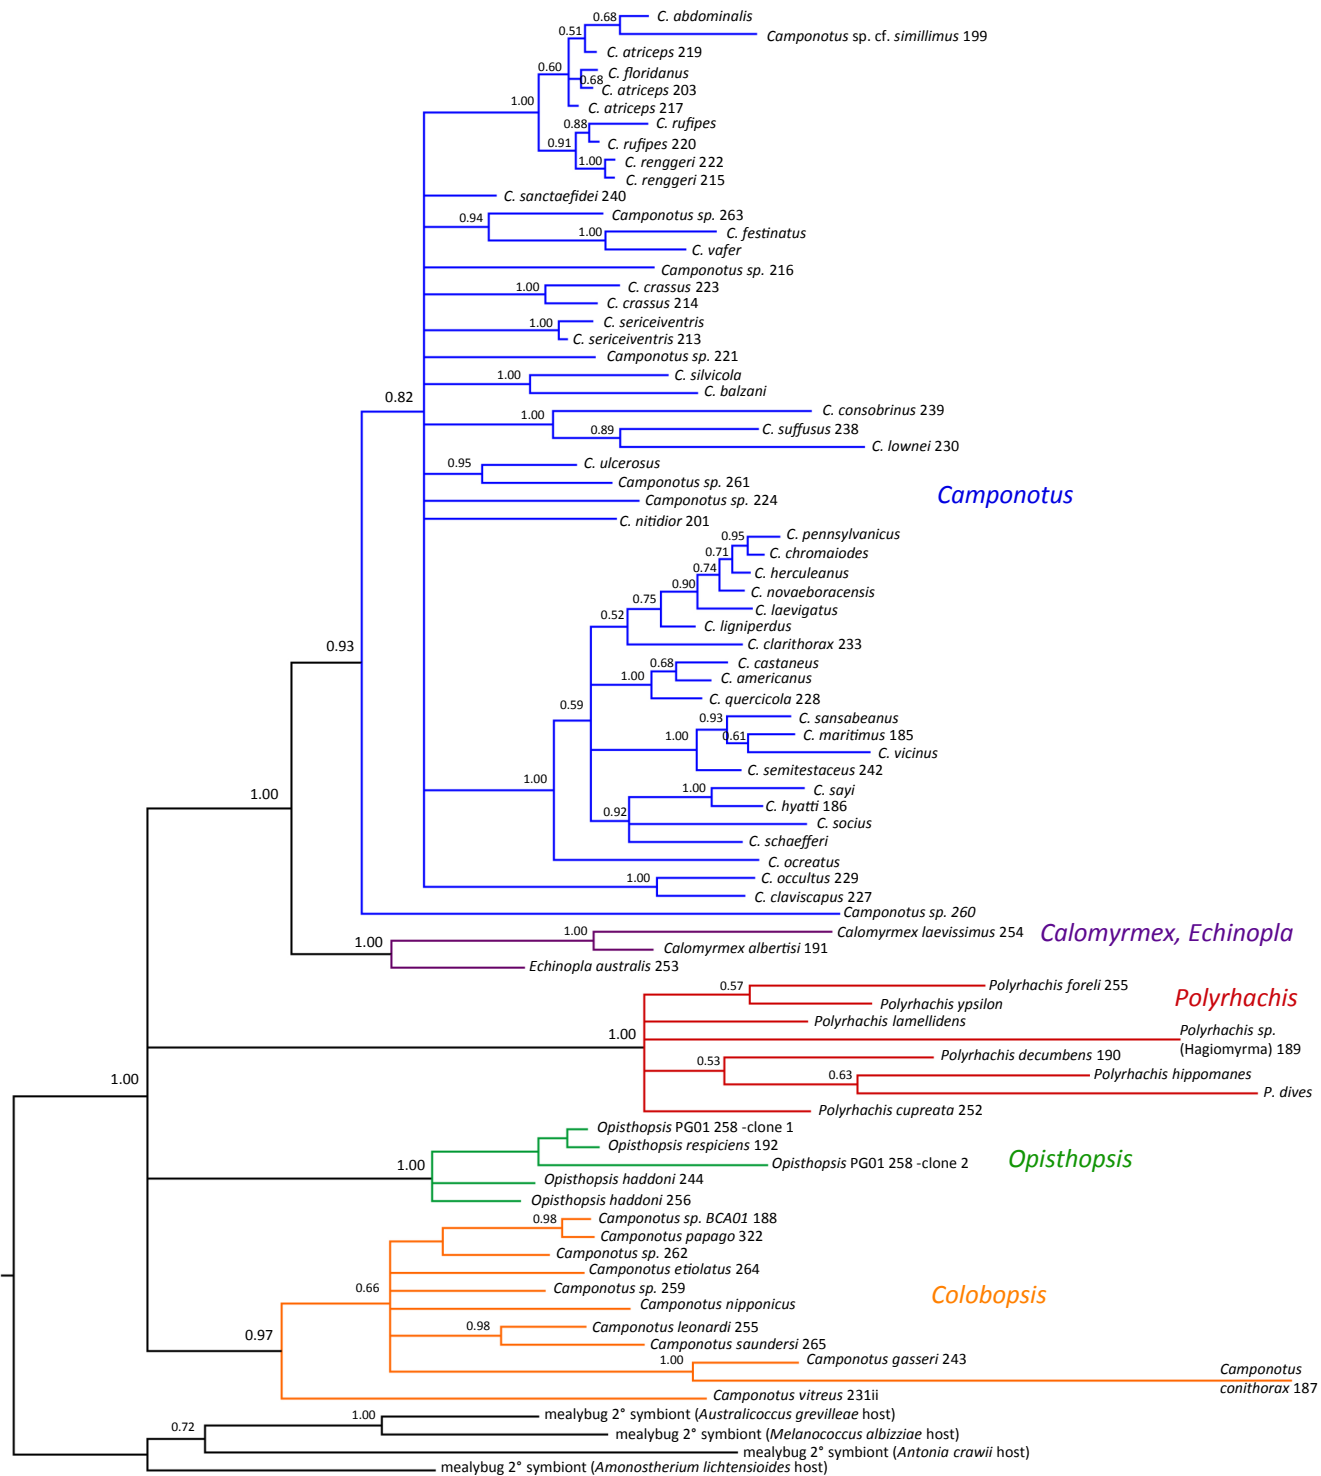 0.68
C. abdominalis
Camponotus sp. cf. simillimus 199
0.51
C. atriceps 219
0.60
C. floridanus
0.68
C. atriceps 203
1.00
C. atriceps 217
0.88
C. rufipes
0.91
C. rufipes 220
1.00
C. renggeri 222
C. renggeri 215
C. sanctaefidei 240
0.94
Camponotus sp. 263
1.00
C. festinatus
C. vafer
Camponotus sp. 216
1.00
C. crassus 223
C. crassus 214
1.00
C. sericeiventris
C. sericeiventris 213
Camponotus sp. 221
1.00
C. silvicola
C. balzani
0.82
1.00
C. consobrinus 239
0.89
C. suffusus 238
C. lownei 230
0.95
C. ulcerosus
Camponotus sp. 261
Camponotus sp. 224
Camponotus
C. nitidior 201
0.95
C. pennsylvanicus
0.71
C. chromaiodes
0.74
C. herculeanus
0.90
C. novaeboracensis
0.75
C. laevigatus
0.52
C. ligniperdus
C. clarithorax 233
0.93
0.68
C. castaneus
1.00
C. americanus
C. quercicola 228
0.59
0.93
C. sansabeanus
1.00
0.61
C. maritimus 185
C. vicinus
C. semitestaceus 242
1.00
1.00
C. sayi
C. hyatti 186
0.92
C. socius
C. schaefferi
C. ocreatus
1.00
C. occultus 229
C. claviscapus 227
Camponotus sp. 260
1.00
1.00
1.00
Calomyrmex laevissimus 254
Calomyrmex, Echinopla
Calomyrmex albertisi 191
Echinopla australis 253
0.57
Polyrhachis foreli 255
Polyrhachis
Polyrhachis ypsilon
Polyrhachis lamellidens
1.00
Polyrhachis sp.
(Hagiomyrma) 189
0.53
Polyrhachis decumbens 190
0.63
Polyrhachis hippomanes
P. dives
Polyrhachis cupreata 252
1.00
Opisthopsis PG01 258 -clone 1
Opisthopsis respiciens 192
1.00
Opisthopsis PG01 258 -clone 2
Opisthopsis
Opisthopsis haddoni 244
Opisthopsis haddoni 256
0.98
Camponotus sp. BCA01 188
Camponotus papago 322
Camponotus sp. 262
Camponotus etiolatus 264
0.66
Camponotus sp. 259
Colobopsis
Camponotus nipponicus
0.97
0.98
Camponotus leonardi 255
Camponotus saundersi 265
1.00
Camponotus gasseri 243
Camponotus
conithorax 187
Camponotus vitreus 231ii
1.00
mealybug 2° symbiont (Australicoccus grevilleae host)
0.72
mealybug 2° symbiont (Melanococcus albizziae host)
mealybug 2° symbiont (Antonia crawii host)
mealybug 2° symbiont (Amonostherium lichtensioides host)